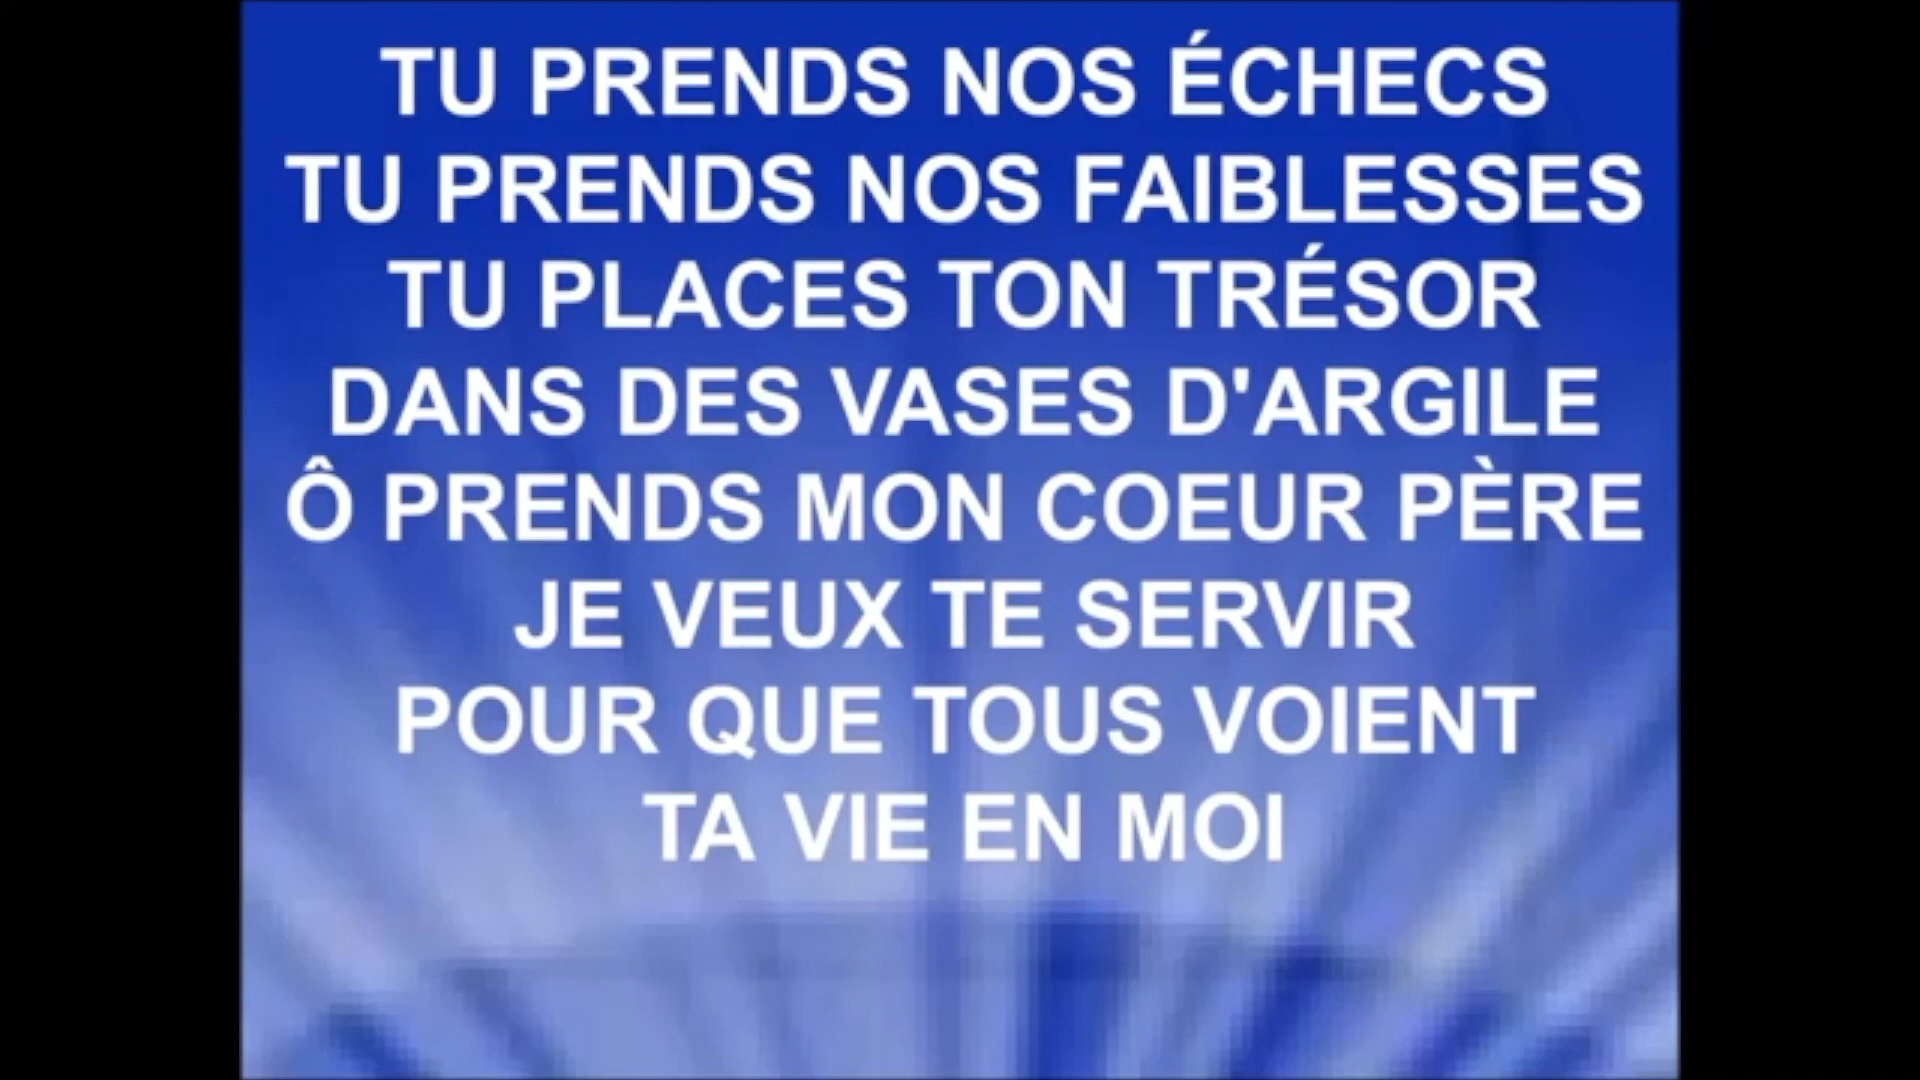 TU PRENDS NOS ÉCHECS
TU PRENDS NOS FAIBLESSES
TU PLACES TON TRÉSOR
DANS DES VASES D'ARGILE
Ô PRENDS MON COEUR PÈRE
JE VEUX TE SERVIR
POUR QUE TOUS VOIENT
TA VIE EN MOI